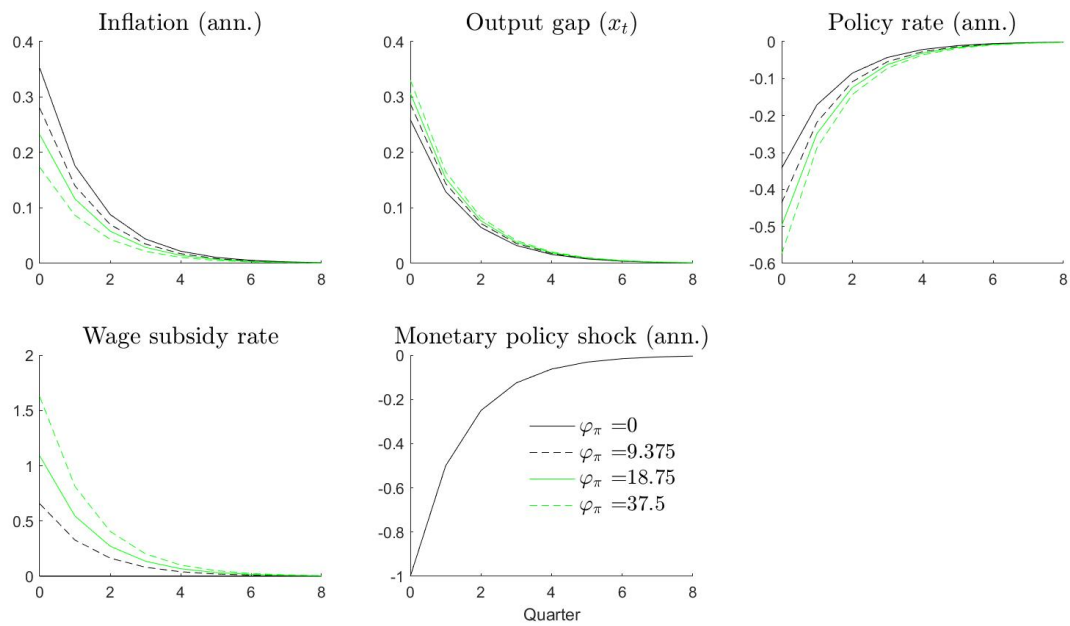 Inflation (ann.)
0.4
0.3
0.2
0.1
0
0 2 4 6 8
Output gap (xₜ)
0.4
0.3
0.2
0.1
0
0 2 4 6 8
Policy rate (ann.)
0
-0.1
-0.2
-0.3
-0.4
-0.5
-0.6
0 2 4 6 8
Wage subsidy rate
2
1.5
1
0.5
0
0 2 4 6 8
Monetary policy shock (ann.)
0
-0.2
-0.4
-0.6
-0.8
-1
φπ =0
φπ =9.375
φπ =18.75
φπ =37.5
0 2 4 6 8
Quarter